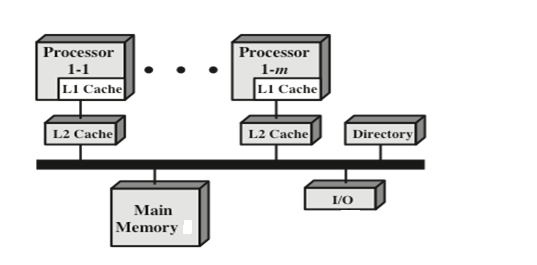 Processor
1-1
L1 Cache
Processor
1-m
L1 Cache
L2 Cache
L2 Cache
Directory
Main
Memory
I/O